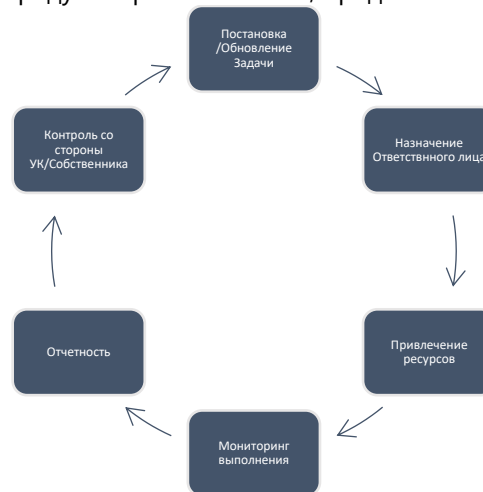 Постановка
/Обновление
Задачи
Назначение
Ответствнного лица
Привлечение
ресурсов
Мониторинг
выполнения
Отчетность
Контроль со
стороны
УК/Собственника